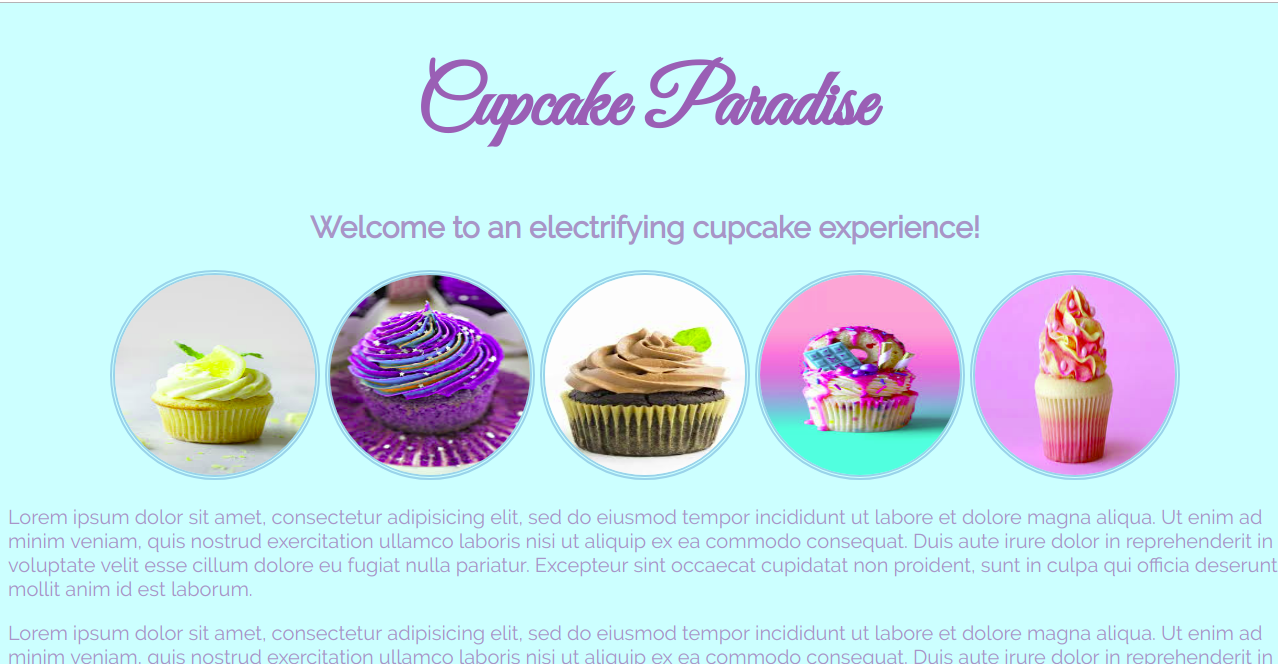 Cupcake Paradise
Welcome to an electrifying cupcake experience!
Lorem ipsum dolor sit amet, consectetur adipisicing elit, sed do eiusmod tempor incididunt ut labore et dolore magna aliqua. Ut enim ad
minim veniam, quis nostrud exercitation ullamco laboris nisi ut aliquip ex ea commodo consequat. Duis aute irure dolor in reprehenderit in
voluptate velit esse cillum dolore eu fugiat nulla pariatur. Excepteur sint occaecat cupidatat non proident, sunt in culpa qui officia deserunt
mollit anim id est laborum.
Lorem ipsum dolor sit amet, consectetur adipisicing elit, sed do eiusmod tempor incididunt ut labore et dolore magna aliqua. Ut enim ad
minim veniam, quis nostrud exercitation ullamco laboris nisi ut aliquip ex ea commodo consequat. Duis aute irure dolor in reprehenderit in